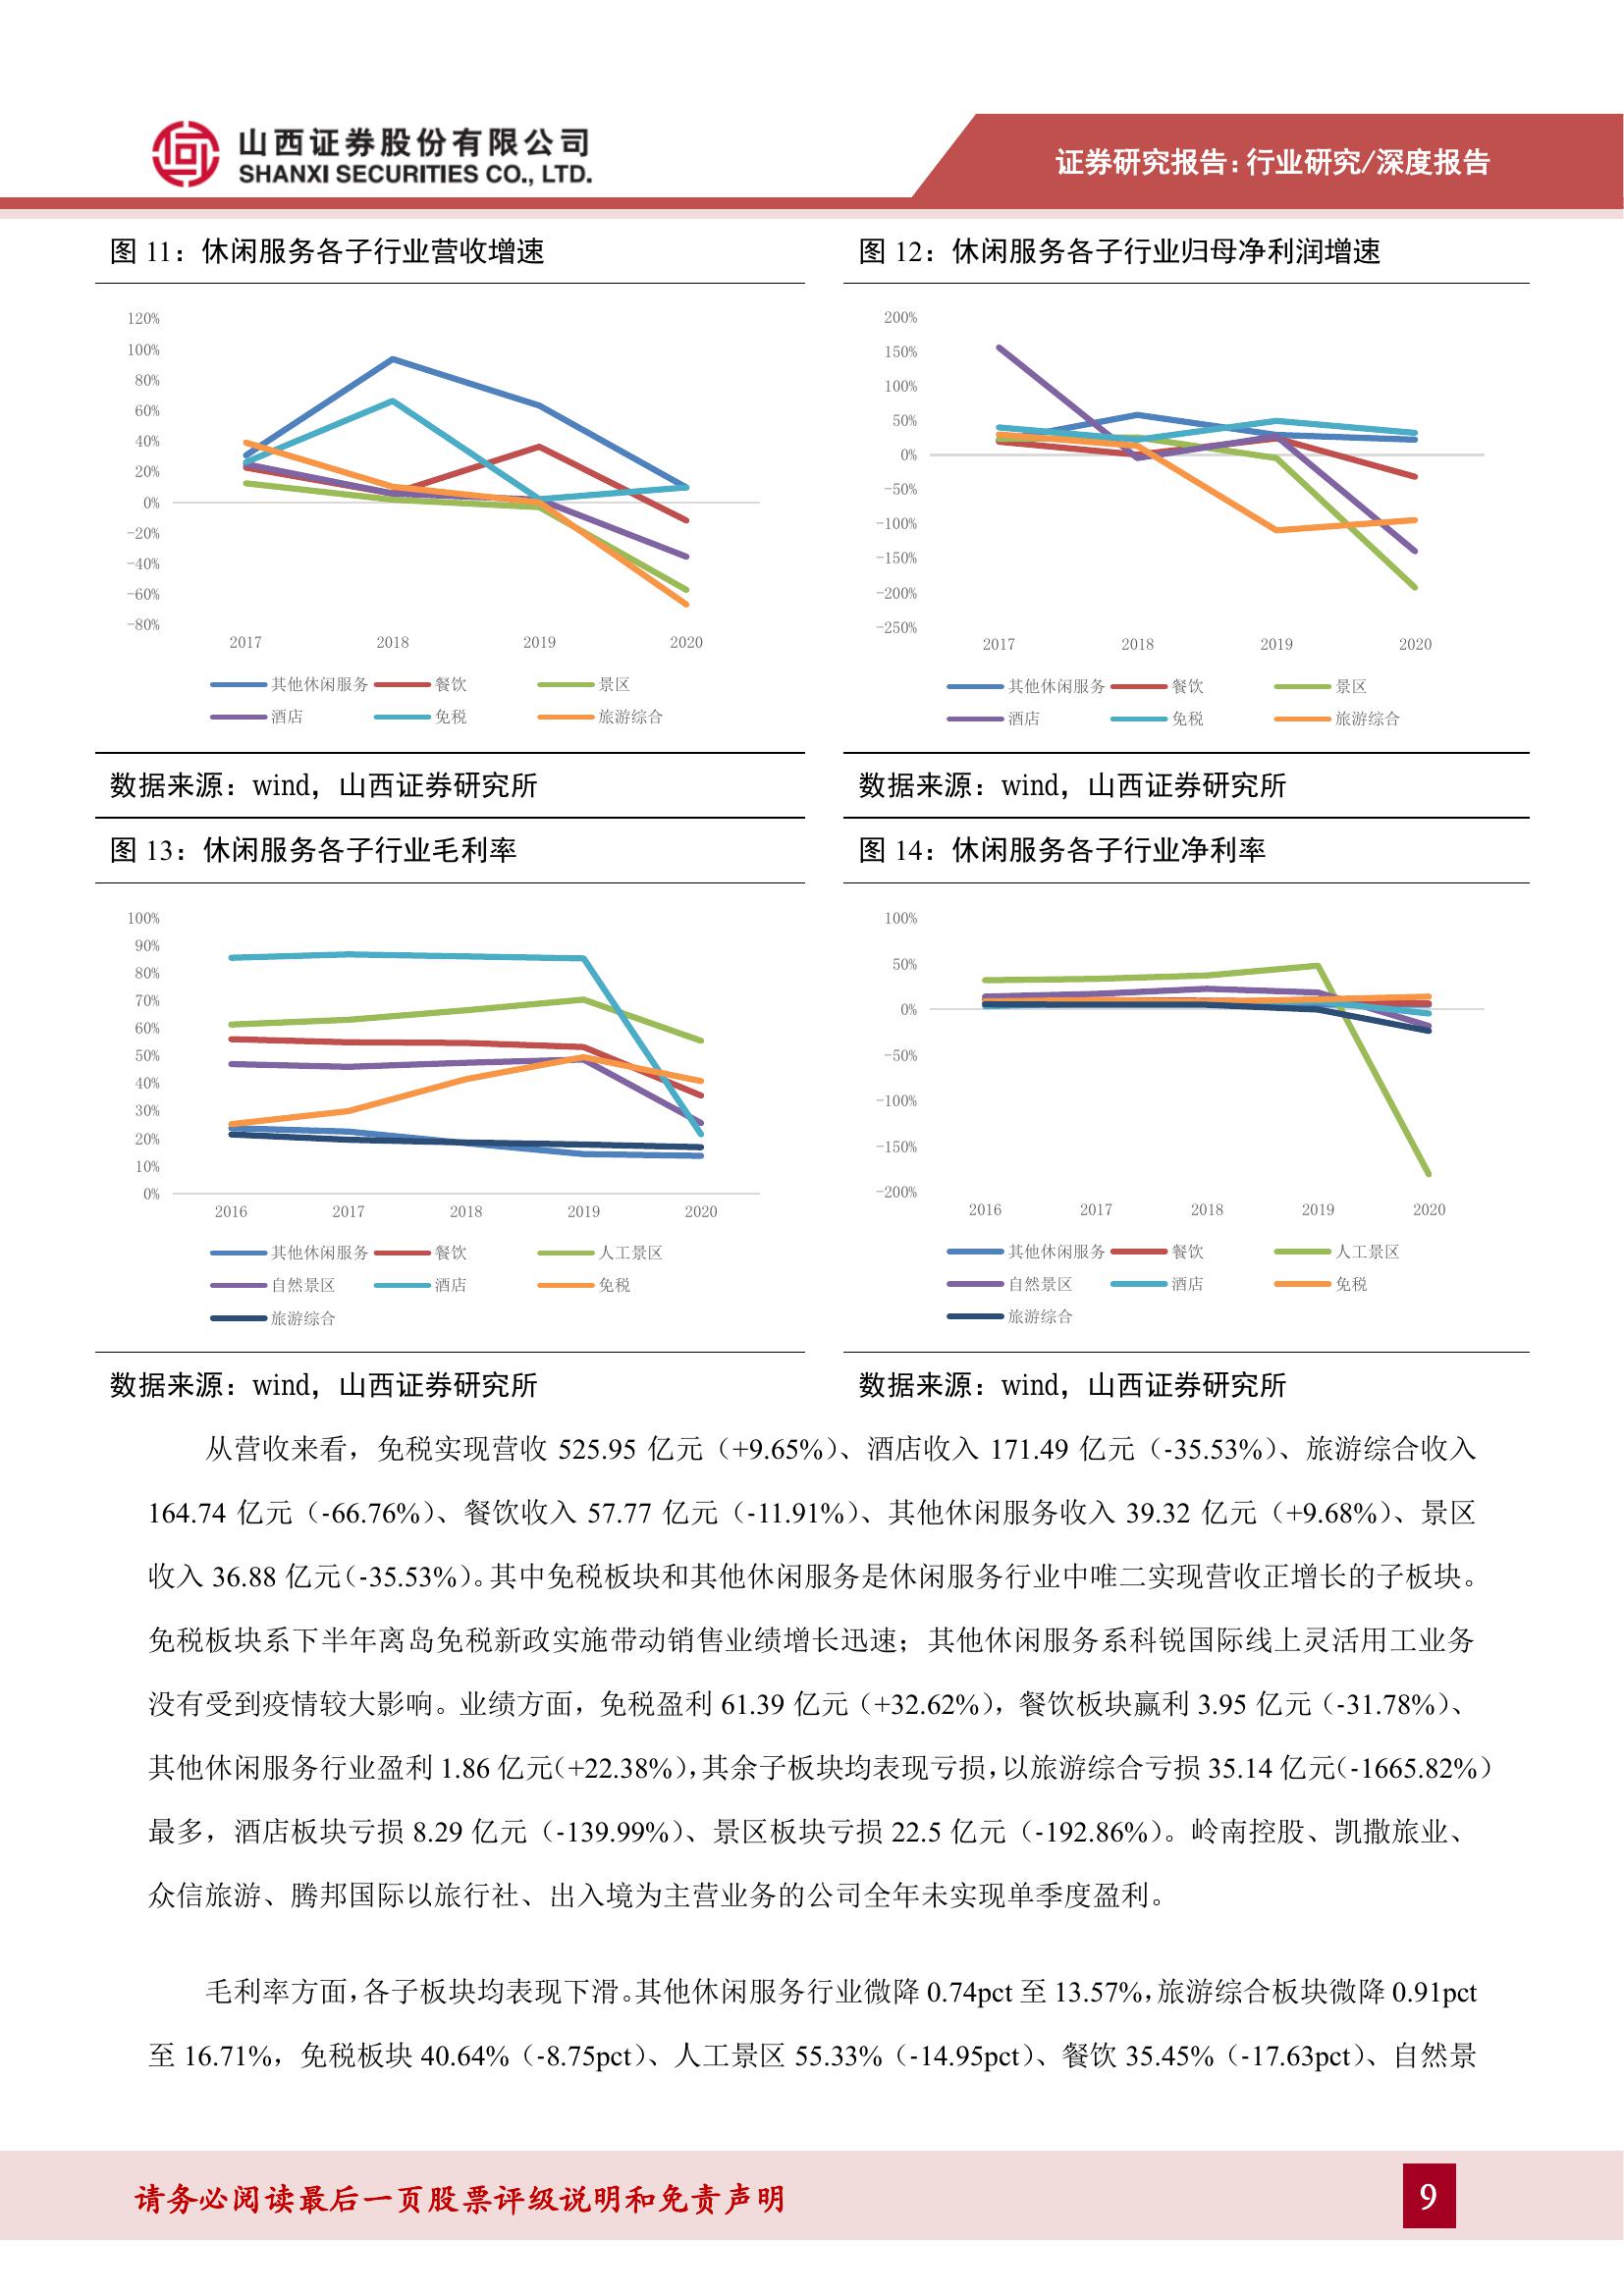 山西证券股份有限公司
SHANXI SECURITIES CO., LTD.
证券研究报告：行业研究/深度报告
图 11：休闲服务各子行业营收增速
120%
100%
80%
60%
40%
20%
0%
-20%
-40%
-60%
-80%
2017 2018 2019 2020
其他休闲服务 餐饮 景区
酒店 免税 旅游综合
数据来源：wind，山西证券研究所
图 12：休闲服务各子行业归母净利润增速
200%
150%
100%
50%
0%
-50%
-100%
-150%
-200%
-250%
2017 2018 2019 2020
其他休闲服务 餐饮 景区
酒店 免税 旅游综合
数据来源：wind，山西证券研究所
图 13：休闲服务各子行业毛利率
100%
90%
80%
70%
60%
50%
40%
30%
20%
10%
0%
2016 2017 2018 2019 2020
其他休闲服务 餐饮 人工景区
自然景区 酒店 免税
旅游综合
数据来源：wind，山西证券研究所
图 14：休闲服务各子行业净利率
100%
50%
0%
-50%
-100%
-150%
-200%
2016 2017 2018 2019 2020
其他休闲服务 餐饮 人工景区
自然景区 酒店 免税
旅游综合
数据来源：wind，山西证券研究所
从营收来看，免税实现营收 525.95 亿元（+9.65%）、酒店收入 171.49 亿元（-35.53%）、旅游综合收入
164.74 亿元（-66.76%）、餐饮收入 57.77 亿元（-11.91%）、其他休闲服务收入 39.32 亿元（+9.68%）、景区
收入 36.88 亿元（-35.53%）。其中免税板块和其他休闲服务是休闲服务行业中唯二实现营收正增长的子板块。
免税板块系下半年离岛免税新政实施带动销售业绩增长迅速；其他休闲服务系科锐国际线上灵活用工业务
没有受到疫情较大影响。业绩方面，免税盈利 61.39 亿元（+32.62%），餐饮板块赢利 3.95 亿元（-31.78%）、
其他休闲服务行业盈利 1.86 亿元（+22.38%），其余子板块均表现亏损，以旅游综合亏损 35.14 亿元（-1665.82%）
最多，酒店板块亏损 8.29 亿元（-139.99%）、景区板块亏损 22.5 亿元（-192.86%）。岭南控股、凯撒旅业、
众信旅游、腾邦国际以旅行社、出入境为主营业务的公司全年未实现单季度盈利。
毛利率方面，各子板块均表现下滑。其他休闲服务行业微降 0.74pct 至 13.57%，旅游综合板块微降 0.91pct
至 16.71%，免税板块 40.64%（-8.75pct）、人工景区 55.33%（-14.95pct）、餐饮 35.45%（-17.63pct）、自然景
请务必阅读最后一页股票评级说明和免责声明
9